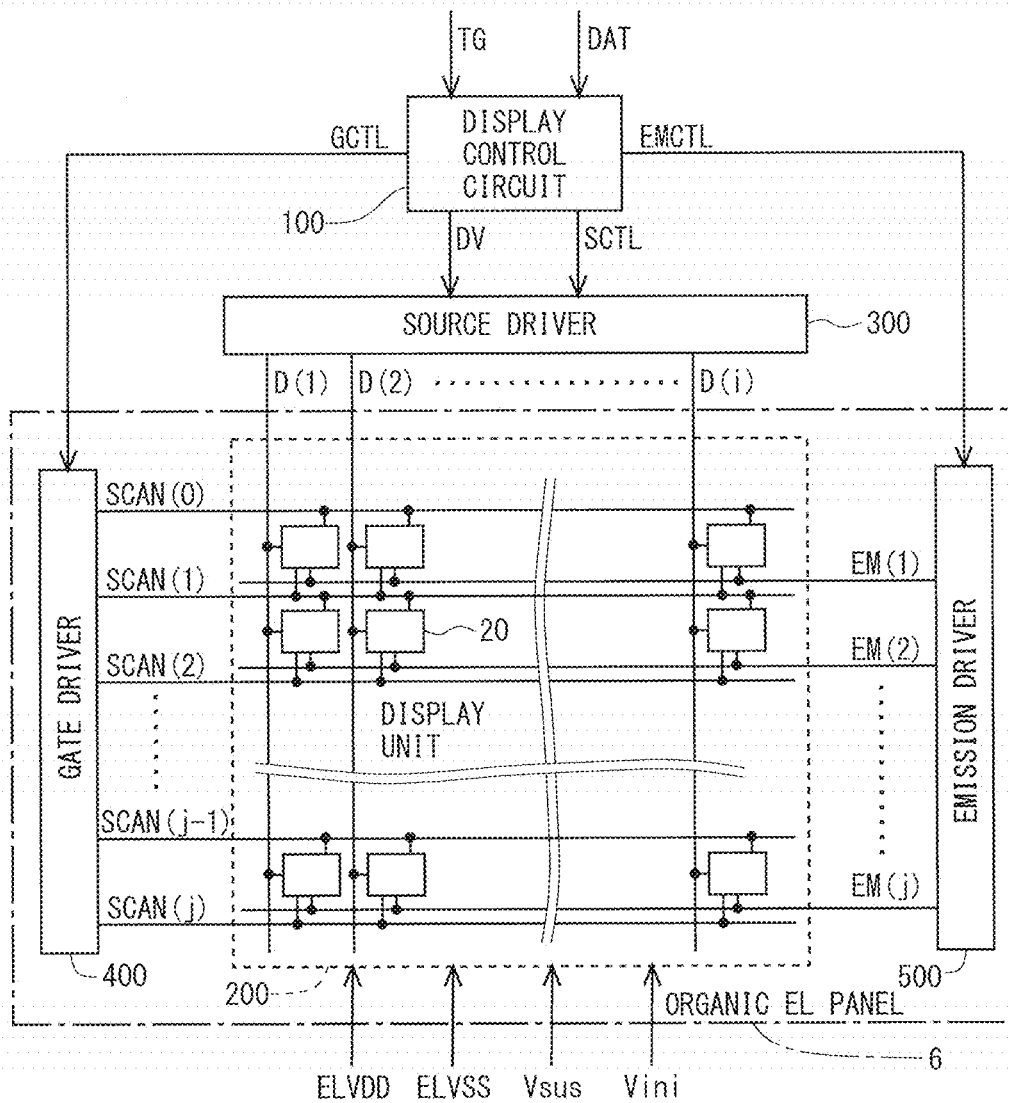 TG
DAT
GCTL
DISPLAY
CONTROL
CIRCUIT
EMCTL
100
DV
SCTL
SOURCE DRIVER
300
D(1)
D(2)
D(i)
SCAN(0)
SCAN(1)
EM(1)
20
SCAN(2)
EM(2)
GATE DRIVER
DISPLAY
UNIT
EMISSION DRIVER
SCAN(j-1)
SCAN(j)
EM(j)
400
200
500
ORGANIC EL PANEL
6
ELVDD
ELVSS
Vsus
Vini